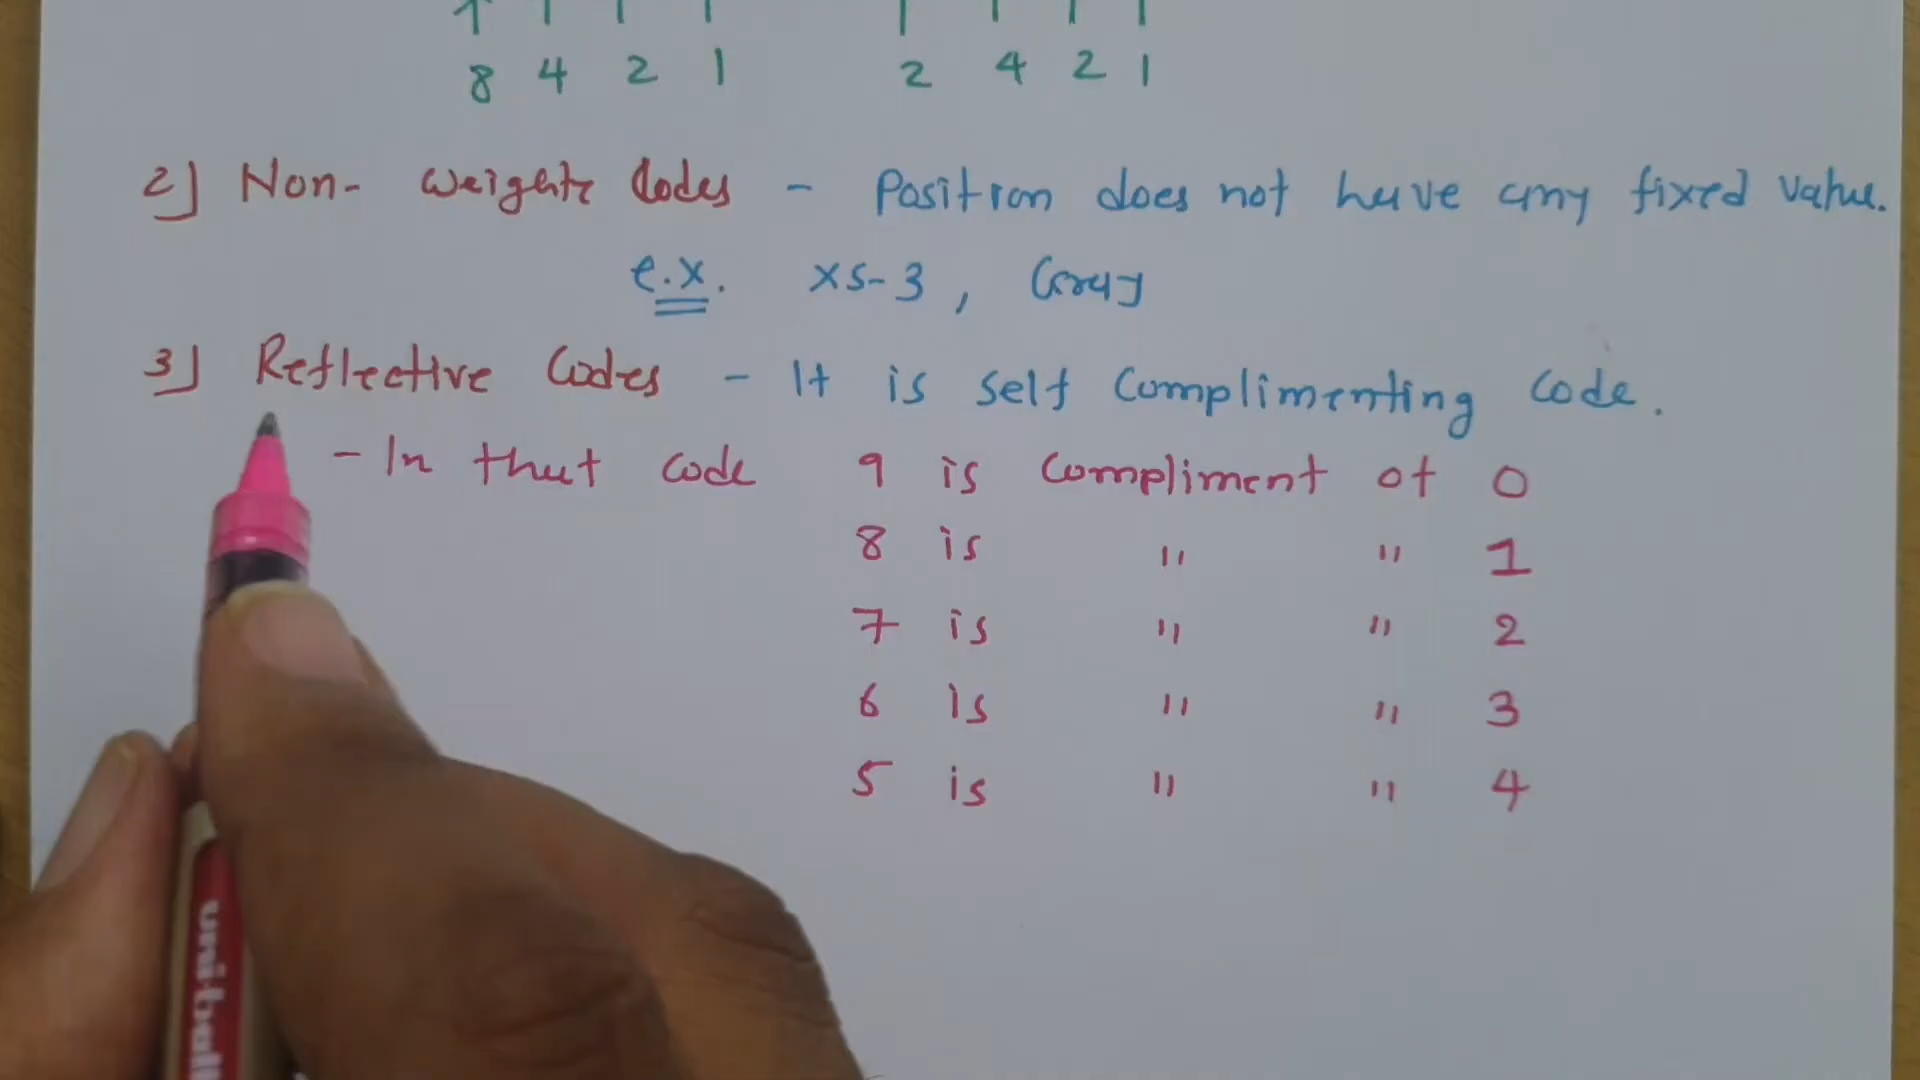 8 4 2 1 2 4 2 1
2) Non- Weighte Codes - Position does not have any fixed value.
e.x. XS-3, Gray
3) Reflective Codes - It is self Complimenting Code.
- In that code 9 is Compliment of 0
8 is " " 1
7 is " " 2
6 is " " 3
5 is " " 4
uni-ball